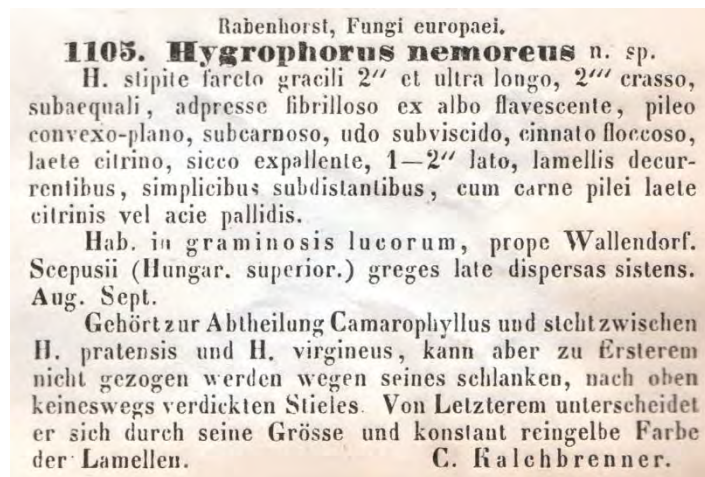 Rabenhorst, Fungi europaei.
1105. Hygrophorus nemoreus n. sp.
H. stipite farcto gracili 2″ et ultra longo, 2‴ crasso,
subaequali, adpresse fibrilloso ex albo flavescente, pileo
convexo-plano, subcarnoso, udo subviscido, cinnato floccoso,
laete citrino, sicco expallente, 1—2″ lato, lamellis decur-
rentibus, simplicibus subdistantibus, cum carne pilei laete
citrinis vel acie pallidis.
Hab. in graminosis lucorum, prope Wallendorf.
Scepusii (Hungar. superior.) greges late dispersas sistens.
Aug. Sept.
Gehört zur Abtheilung Camarophyllus und steht zwischen
H. pratensis und H. virgineus, kann aber zu Ersterem
nicht gezogen werden wegen seines schlanken, nach oben
keineswegs verdickten Stieles. Von Letzterem unterscheidet
er sich durch seine Grösse und konstant reingelbe Farbe
der Lamellen. C. Kalchbrenner.